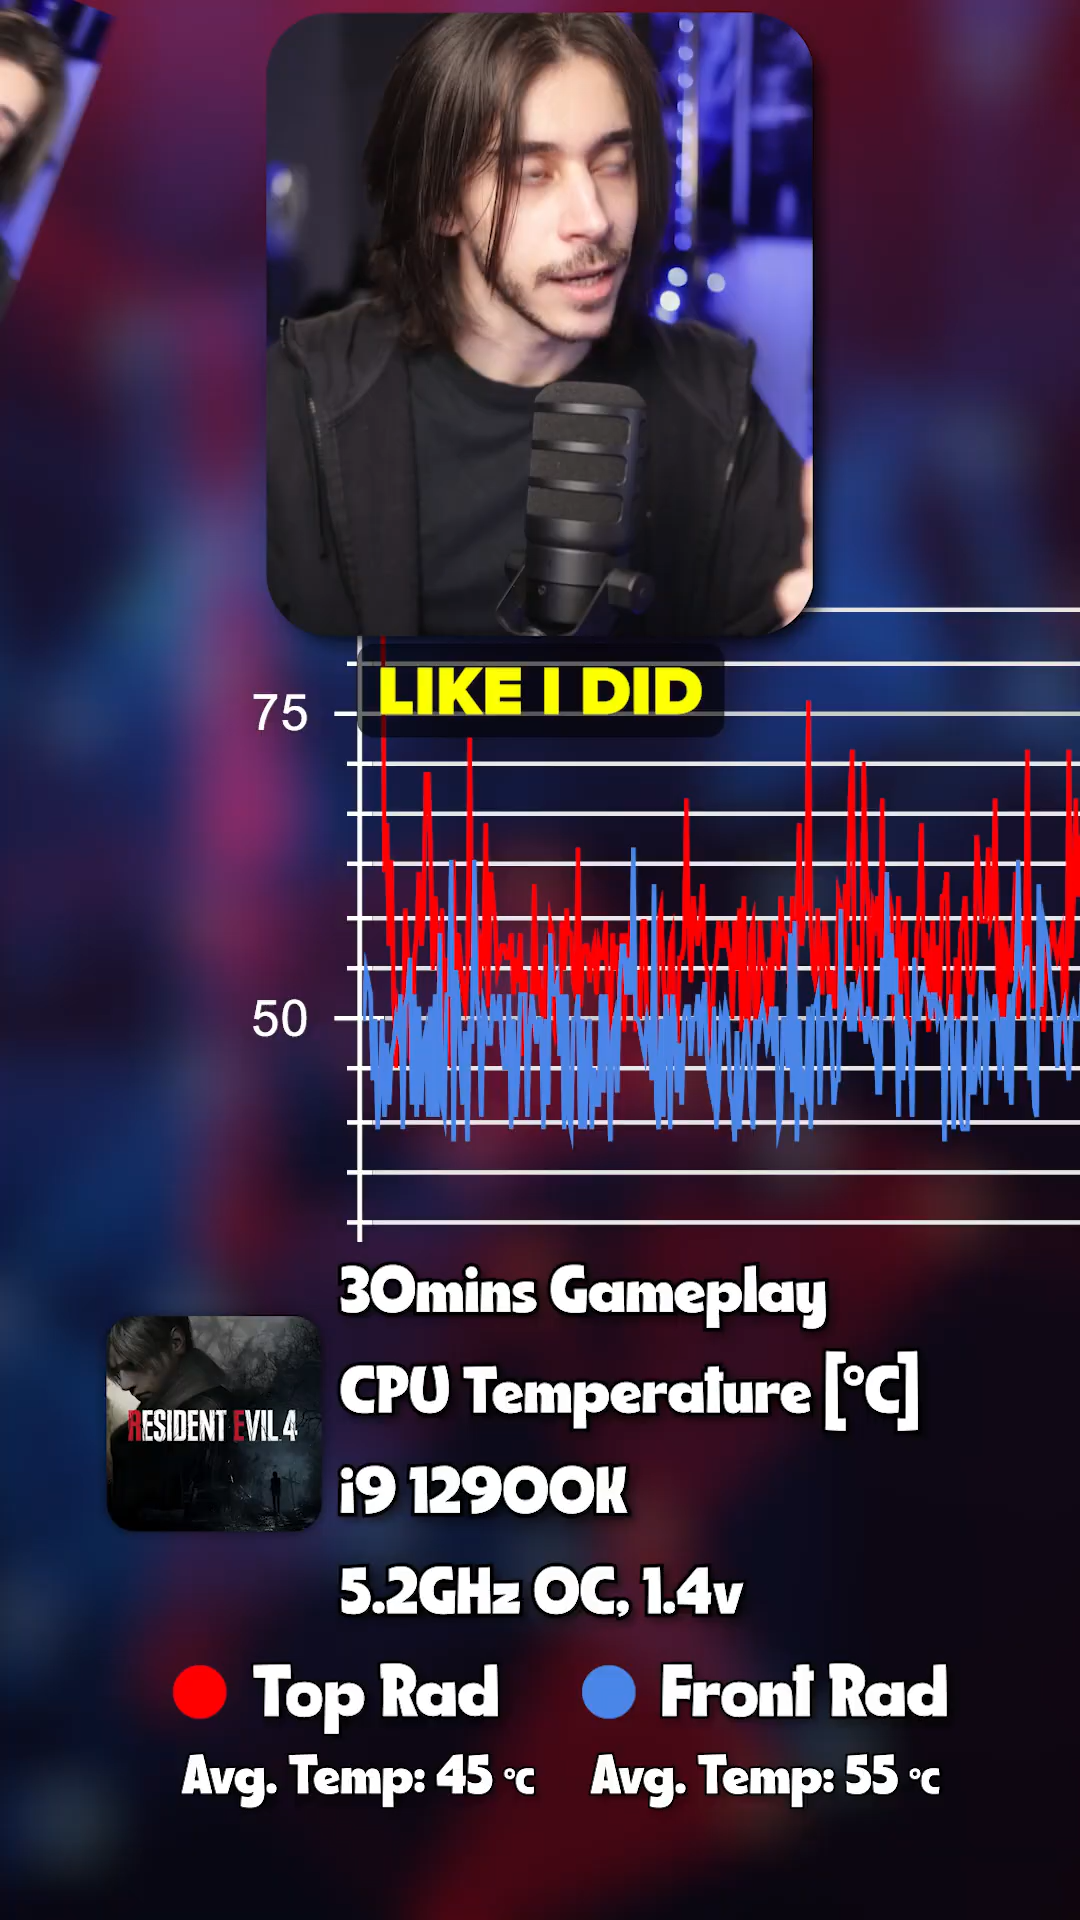 LIKE I DID
75
50
30mins Gameplay
CPU Temperature [°C]
RESIDENT EVIL 4
i9 12900K
5.2GHz OC, 1.4v
Top Rad
Front Rad
Avg. Temp: 45 °C
Avg. Temp: 55 °C